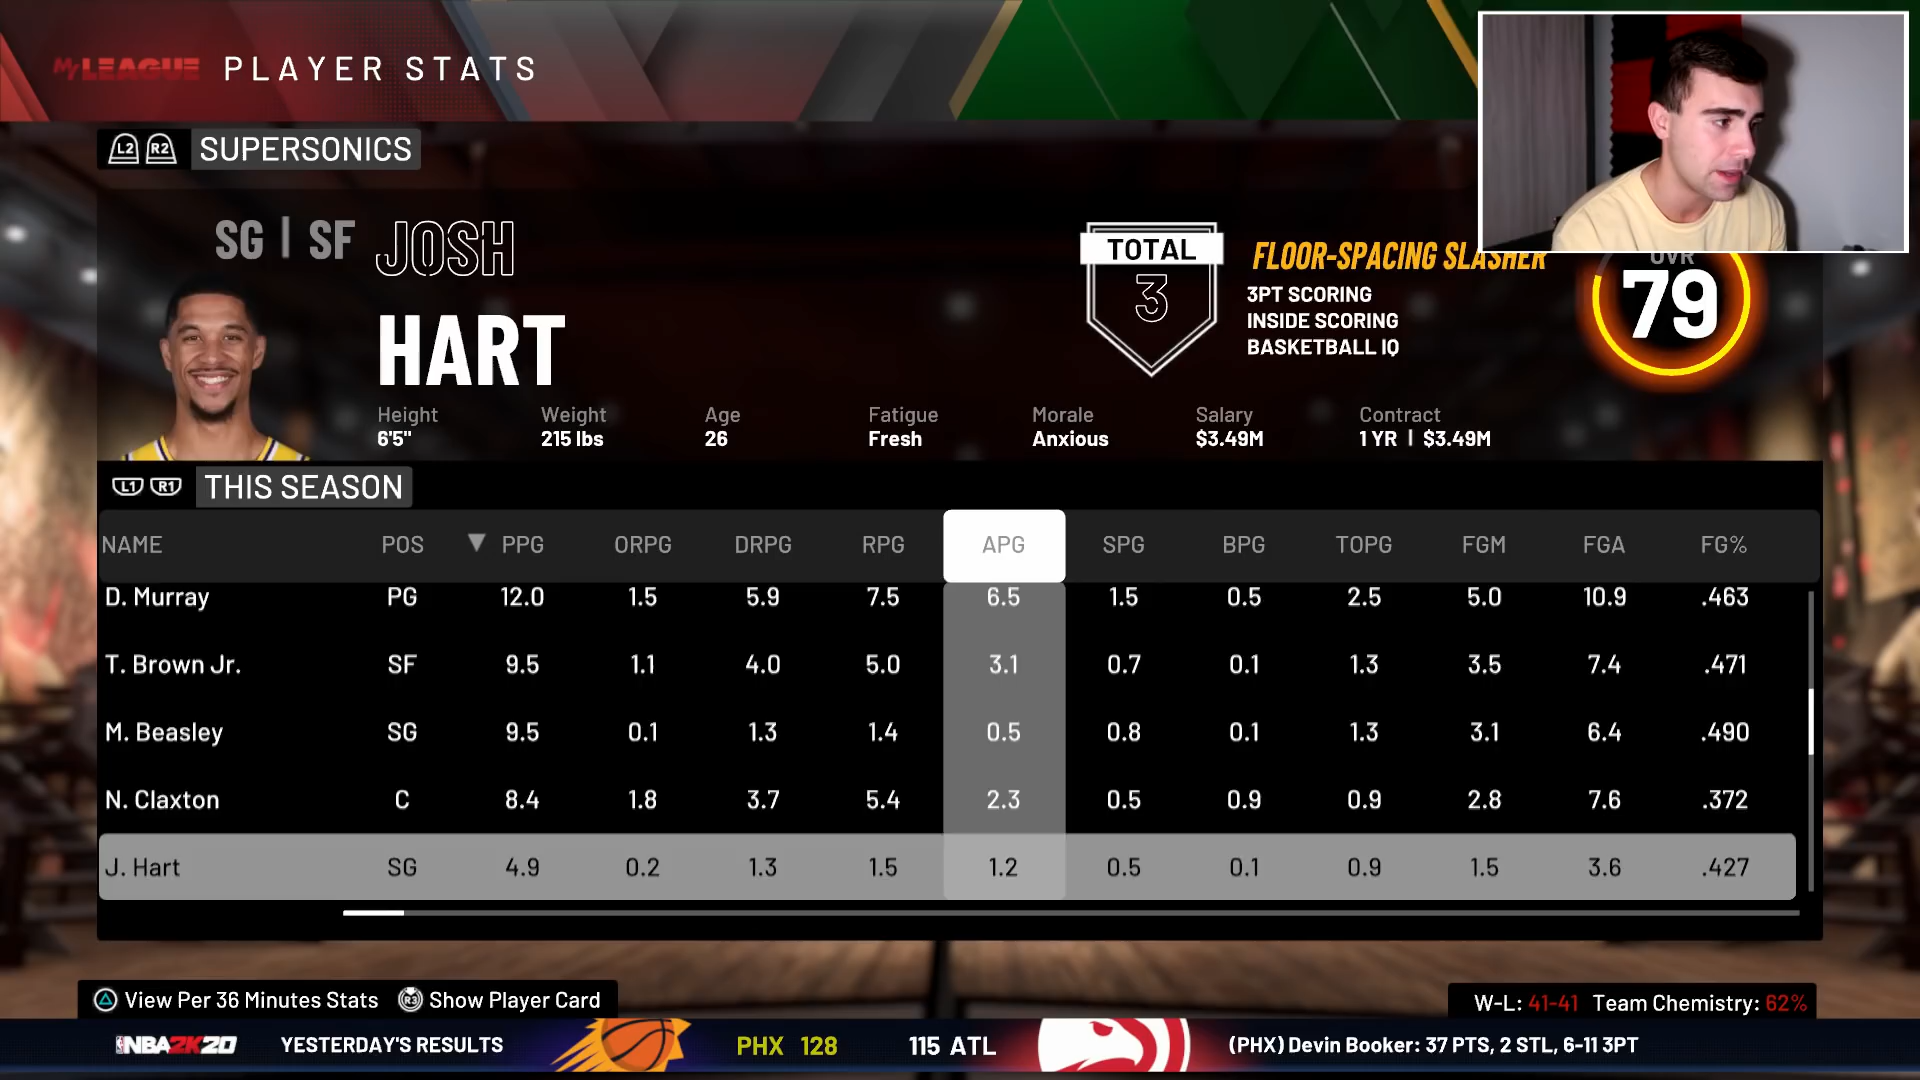 MyLEAGUE PLAYER STATS
L2 R2 SUPERSONICS
SG | SF JOSH
HART
TOTAL
3
FLOOR-SPACING SLASHER
3PT SCORING
INSIDE SCORING
BASKETBALL IQ
OVR
79
Height Weight Age Fatigue Morale Salary Contract
6'5" 215 lbs 26 Fresh Anxious $3.49M 1 YR | $3.49M
L1 R1 THIS SEASON
NAME POS ▼ PPG ORPG DRPG RPG APG SPG BPG TOPG FGM FGA FG%
D. Murray PG 12.0 1.5 5.9 7.5 6.5 1.5 0.5 2.5 5.0 10.9 .463
T. Brown Jr. SF 9.5 1.1 4.0 5.0 3.1 0.7 0.1 1.3 3.5 7.4 .471
M. Beasley SG 9.5 0.1 1.3 1.4 0.5 0.8 0.1 1.3 3.1 6.4 .490
N. Claxton C 8.4 1.8 3.7 5.4 2.3 0.5 0.9 0.9 2.8 7.6 .372
J. Hart SG 4.9 0.2 1.3 1.5 1.2 0.5 0.1 0.9 1.5 3.6 .427
View Per 36 Minutes Stats R3 Show Player Card
W-L: 41-41 Team Chemistry: 62%
NBA2K20 YESTERDAY'S RESULTS PHX 128 115 ATL (PHX) Devin Booker: 37 PTS, 2 STL, 6-11 3PT